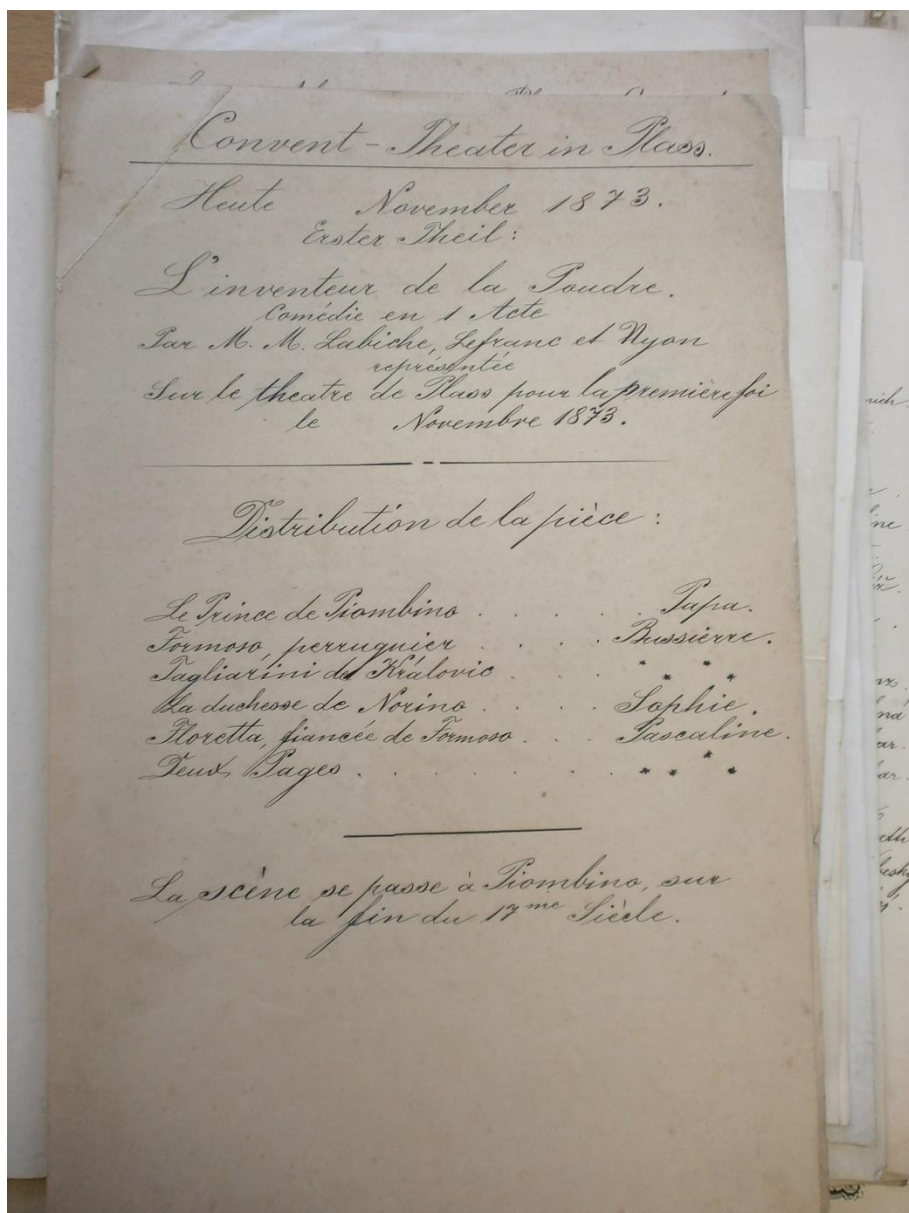 Convent - Theater in Plass.
Heute November 1873.
Erster Theil:
L'inventeur de la Poudre.
Comédie en 1 Acte
Par M. M. Labiche, Lefranc et Nyon
représentée
Sur le theatre de Plass pour la première foi
le Novembre 1873.
Distribution de la pièce:
Le Prince de Piombino . . . . . Papa.
Formoso, perruquier . . . . Bussierre.
Tagliarini de Královic . . . * * *
La duchesse de Norino . . . . Sophie.
Floretta, fiancée de Formoso . . . Pascaline.
Deux Pages . . . . . . . * * * *
La scène se passe à Piombino, sur
la fin du 17me Siècle.